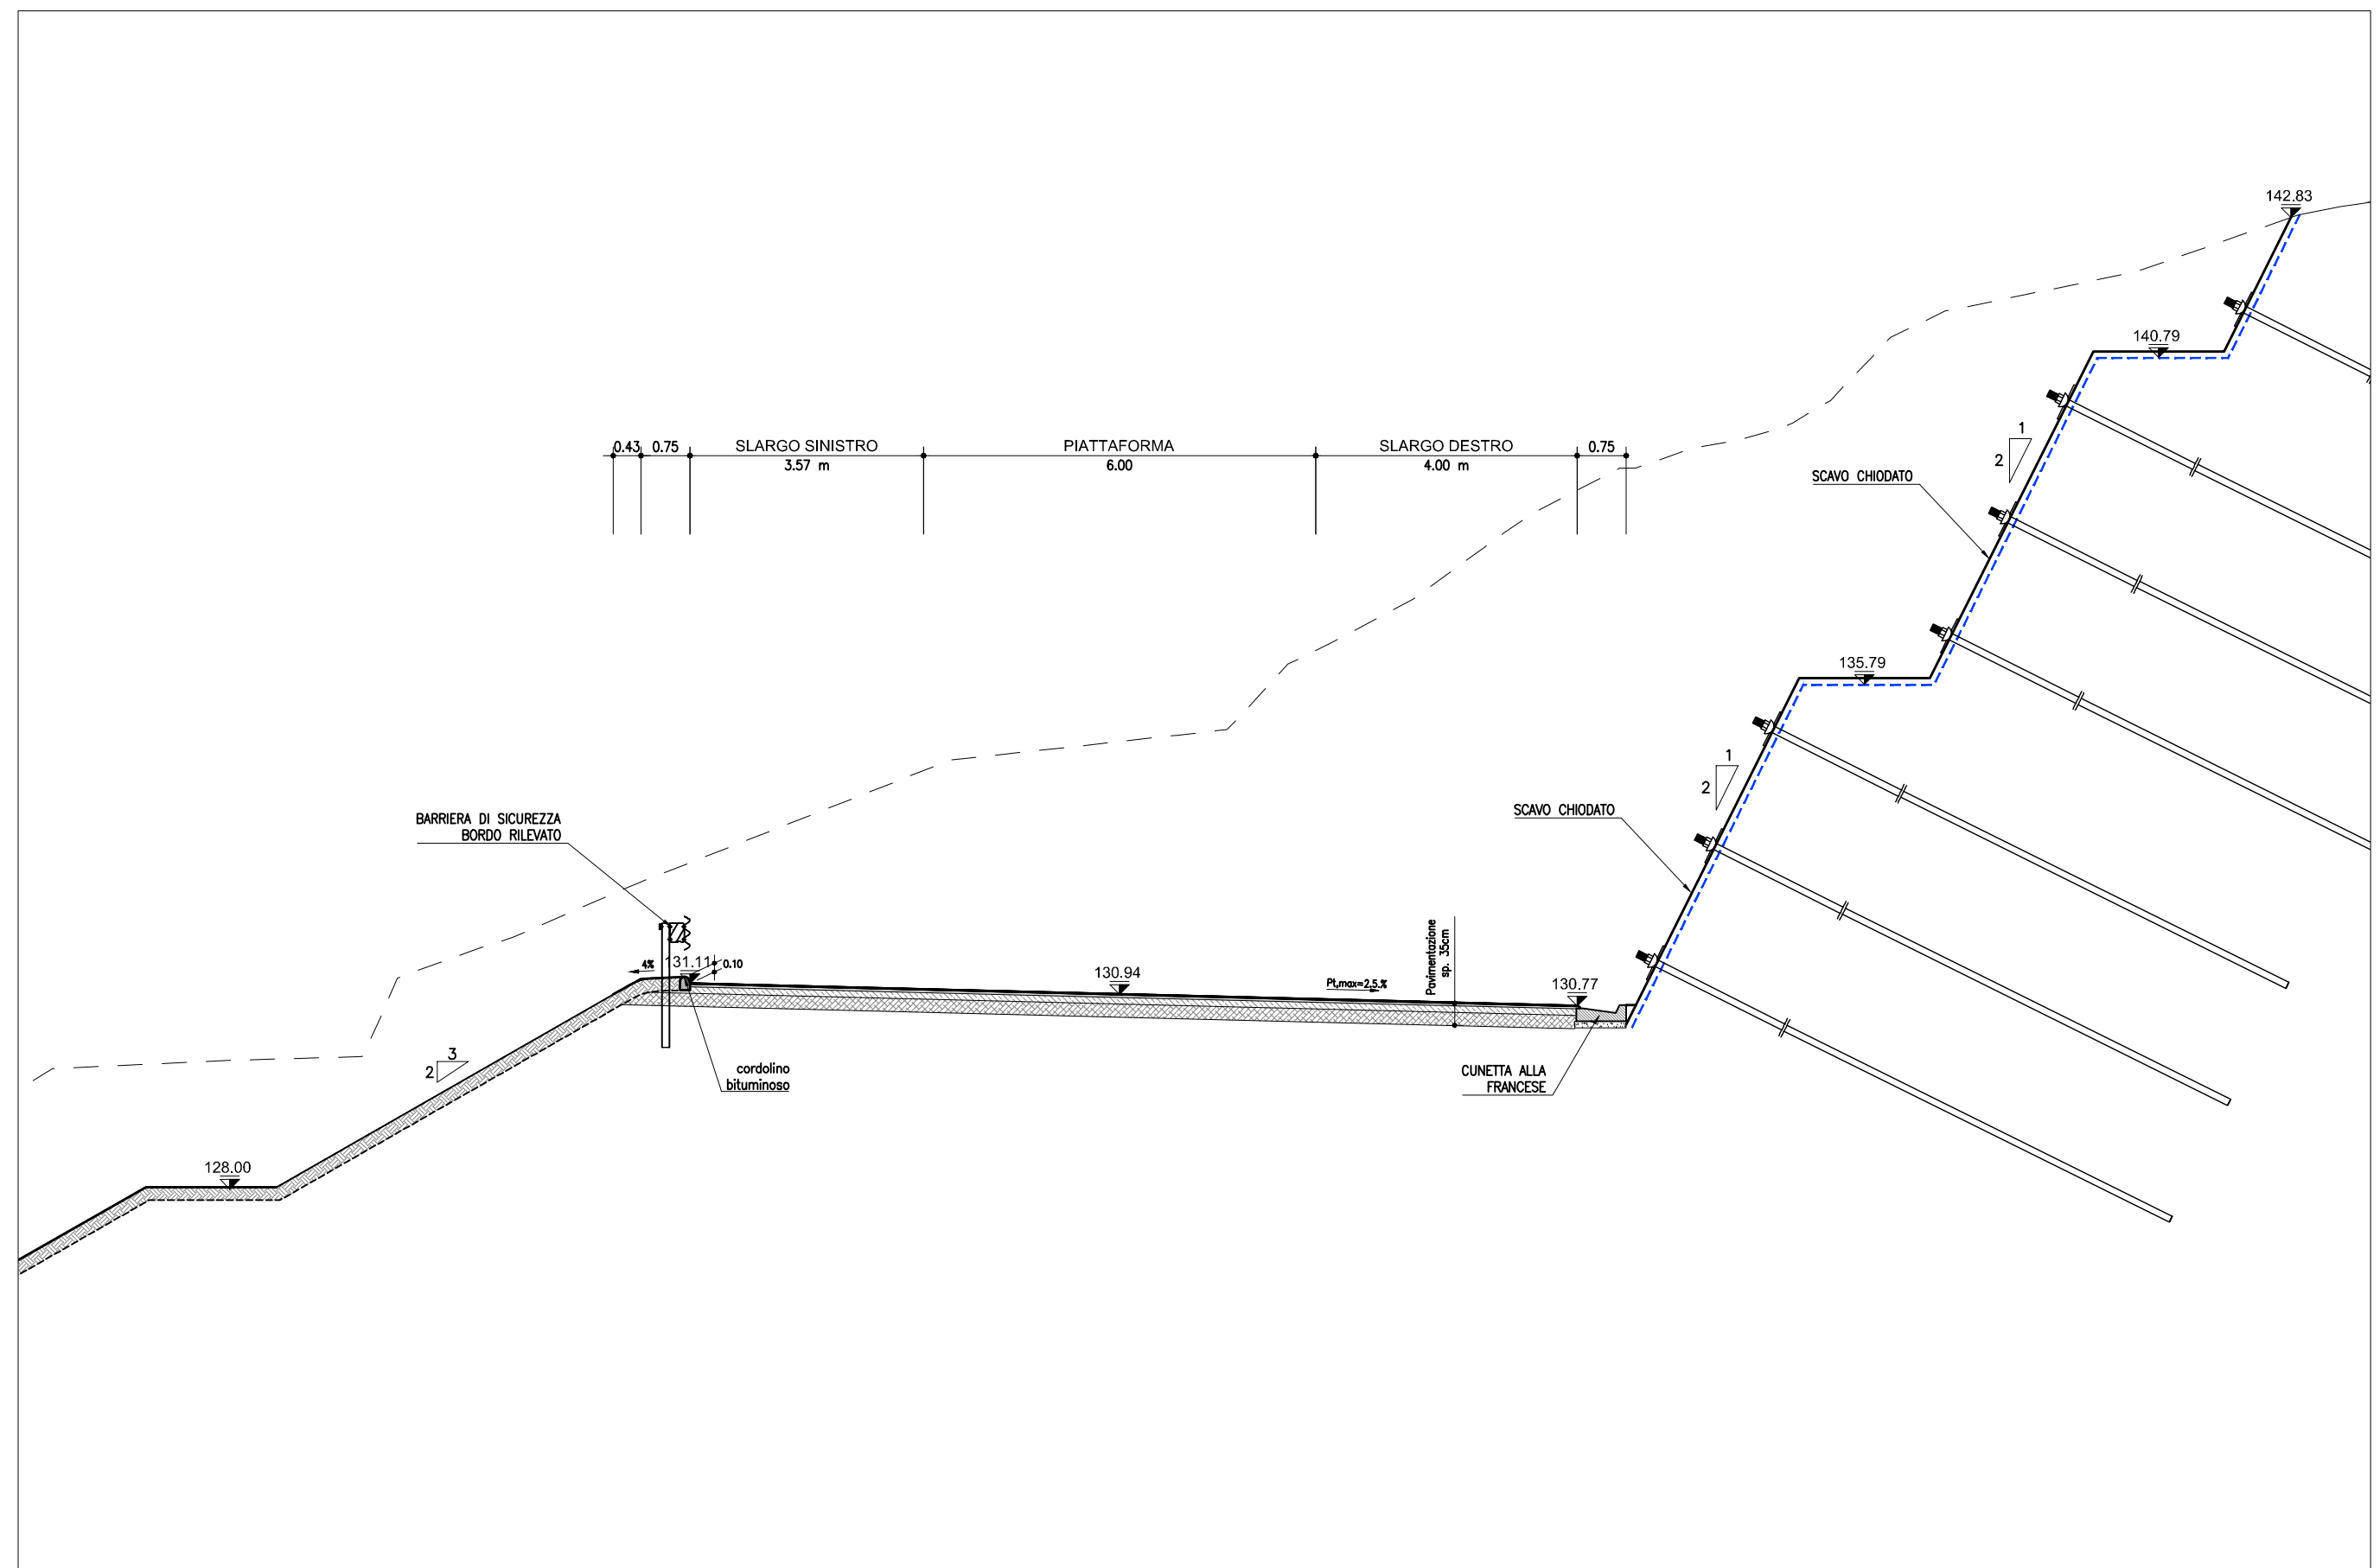 142.83
140.79
0.43
0.75
SLARGO SINISTRO
3.57 m
PIATTAFORMA
6.00
SLARGO DESTRO
4.00 m
0.75
1
2
SCAVO CHIODATO
135.79
1
2
SCAVO CHIODATO
BARRIERA DI SICUREZZA
BORDO RILEVATO
4%
131.11
0.10
130.94
Pt,max=2.5.%
Pavimentazione
sp. 35cm
130.77
3
2
cordolino
bituminoso
CUNETTA ALLA
FRANCESE
128.00